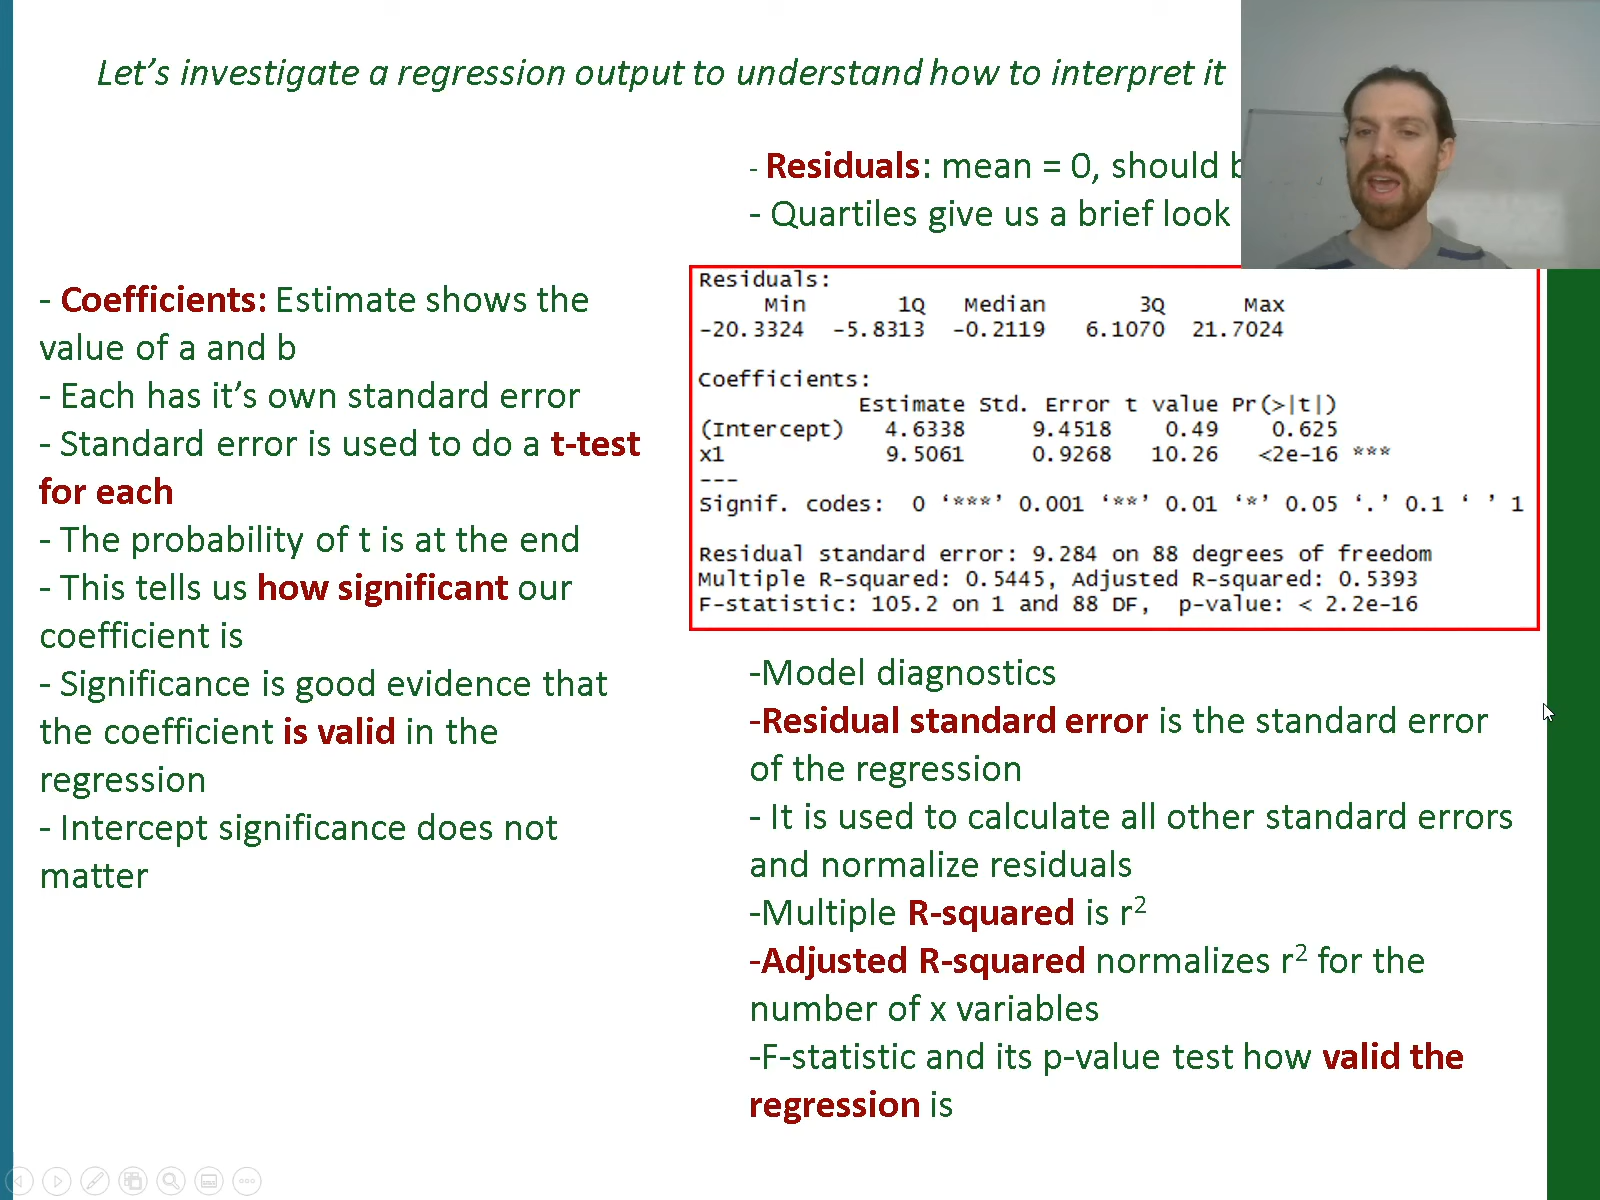 Let’s investigate a regression output to understand how to interpret it
- Residuals: mean = 0, should
- Quartiles give us a brief look
- Coefficients: Estimate shows the
value of a and b
- Each has it’s own standard error
- Standard error is used to do a t-test
for each
- The probability of t is at the end
- This tells us how significant our
coefficient is
- Significance is good evidence that
the coefficient is valid in the
regression
- Intercept significance does not
matter
Residuals:
Min 1Q Median 3Q Max
-20.3324 -5.8313 -0.2119 6.1070 21.7024
Coefficients:
Estimate Std. Error t value Pr(>|t|)
(Intercept) 4.6338 9.4518 0.49 0.625
x1 9.5061 0.9268 10.26 <2e-16 ***
---
Signif. codes: 0 ‘***’ 0.001 ‘**’ 0.01 ‘*’ 0.05 ‘.’ 0.1 ‘ ’ 1
Residual standard error: 9.284 on 88 degrees of freedom
Multiple R-squared: 0.5445, Adjusted R-squared: 0.5393
F-statistic: 105.2 on 1 and 88 DF, p-value: < 2.2e-16
-Model diagnostics
-Residual standard error is the standard error
of the regression
- It is used to calculate all other standard errors
and normalize residuals
-Multiple R-squared is r²
-Adjusted R-squared normalizes r² for the
number of x variables
-F-statistic and its p-value test how valid the
regression is